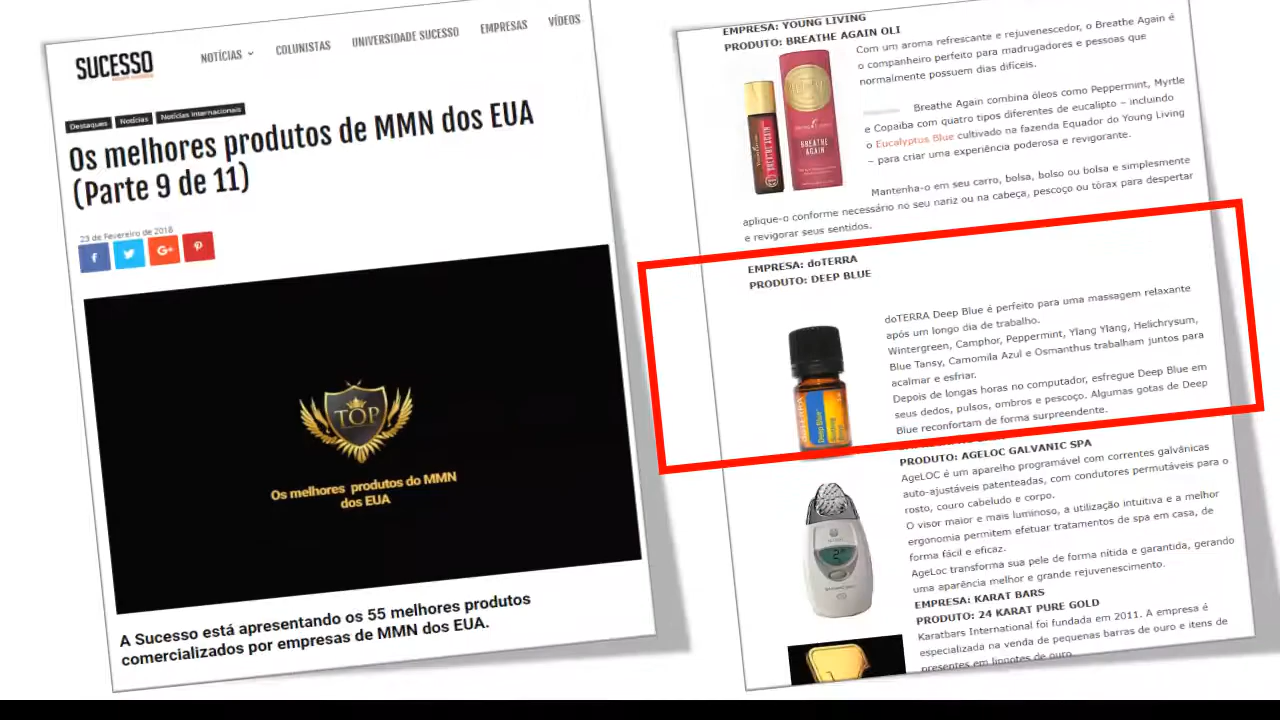 SUCESSO
NOTÍCIAS
COLUNISTAS
UNIVERSIDADE SUCESSO
EMPRESAS
VÍDEOS
Destaques
Notícias
Notícias Internacionais
Os melhores produtos de MMN dos EUA
(Parte 9 de 11)
23 de Fevereiro de 2018
TOP
Os melhores produtos do MMN
dos EUA
A Sucesso está apresentando os 55 melhores produtos
comercializados por empresas de MMN dos EUA.
EMPRESA: YOUNG LIVING
PRODUTO: BREATHE AGAIN OLI
Com um aroma refrescante e rejuvenescedor, o Breathe Again é
o companheiro perfeito para madrugadores e pessoas que
normalmente possuem dias difíceis.
Breathe Again combina óleos como Peppermint, Myrtle
e Copaiba com quatro tipos diferentes de eucalipto – incluindo
o Eucalyptus Blue cultivado na fazenda Equador do Young Living
– para criar uma experiência poderosa e revigorante.
Mantenha-o em seu carro, bolsa, bolso ou bolsa e simplesmente
aplique-o conforme necessário no seu nariz ou na cabeça, pescoço ou tórax para despertar
e revigorar seus sentidos.
BREATHE
AGAIN
BREATHE AGAIN
EMPRESA: doTERRA
PRODUTO: DEEP BLUE
doTERRA Deep Blue é perfeito para uma massagem relaxante
após um longo dia de trabalho.
Wintergreen, Camphor, Peppermint, Ylang Ylang, Helichrysum,
Blue Tansy, Camomila Azul e Osmanthus trabalham juntos para
acalmar e esfriar.
Depois de longas horas no computador, esfregue Deep Blue em
seus dedos, pulsos, ombros e pescoço. Algumas gotas de Deep
Blue reconfortam de forma surpreendente.
doTERRA
Deep Blue
PRODUTO: AGELOC GALVANIC SPA
AgeLOC é um aparelho programável com correntes galvânicas
auto-ajustáveis patenteadas, com condutores permutáveis para o
rosto, couro cabeludo e corpo.
O visor maior e mais luminoso, a utilização intuitiva e a melhor
ergonomia permitem efetuar tratamentos de spa em casa, de
forma fácil e eficaz.
AgeLoc transforma sua pele de forma nítida e garantida, gerando
uma aparência melhor e grande rejuvenescimento.
EMPRESA: KARAT BARS
PRODUTO: 24 KARAT PURE GOLD
Karatbars International foi fundada em 2011. A empresa é
especializada na venda de pequenas barras de ouro e itens de
presentes em lingotes de ouro.